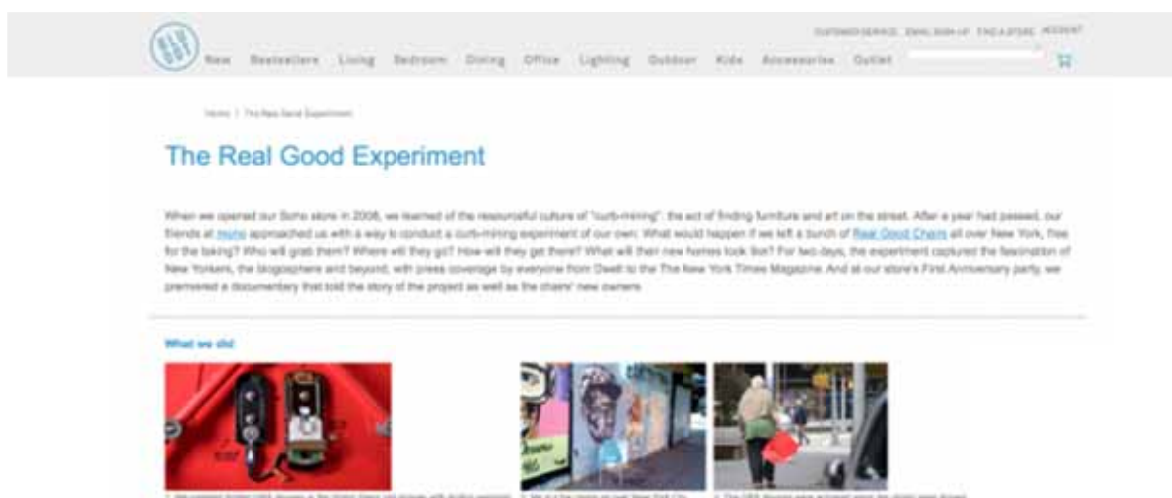 BLU DOT
CUSTOMER SERVICE EMAIL SIGN-UP FIND A STORE ACCOUNT
New Bestsellers Living Bedroom Dining Office Lighting Outdoor Kids Accessories Outlet
Home | The Real Good Experiment
The Real Good Experiment
When we opened our Soho store in 2008, we learned of the resourceful culture of "curb-mining": the act of finding furniture and art on the street. After a year had passed, our
friends at mono approached us with a way to conduct a curb-mining experiment of our own: What would happen if we left a bunch of Real Good Chairs all over New York, free
for the taking? Who will grab them? Where will they go? How will they get there? What will their new homes look like? For two days, the experiment captured the fascination of
New Yorkers, the blogosphere and beyond, with press coverage by everyone from Dwell to the The New York Times Magazine. And at our store's First Anniversary party, we
premiered a documentary that told the story of the project as well as the chairs' new owners.
What we did